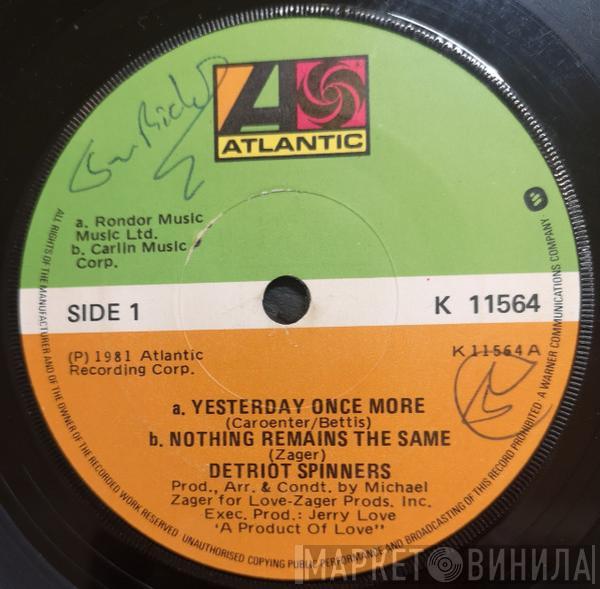 ATLANTIC
a. Rondor Music
Music Ltd.
b. Carlin Music
Corp.
SIDE 1
K 11564
(P) 1981 Atlantic
Recording Corp.
K 11564 A
a. YESTERDAY ONCE MORE
(Caroenter/Bettis)
b. NOTHING REMAINS THE SAME
(Zager)
DETRIOT SPINNERS
Prod., Arr. & Condt. by Michael
Zager for Love-Zager Prods, Inc.
Exec. Prod.: Jerry Love
'A Product Of Love"
ALL RIGHTS OF THE MANUFACTURER AND OF THE OWNER OF THE RECORDED WORK RESERVED. UNAUTHORISED COPYING PUBLIC PERFORMANCE AND BROADCASTING OF THIS RECORD PROHIBITED. A WARNER COMMUNICATIONS COMPANY.
МАРКЕТ ВИНИЛА